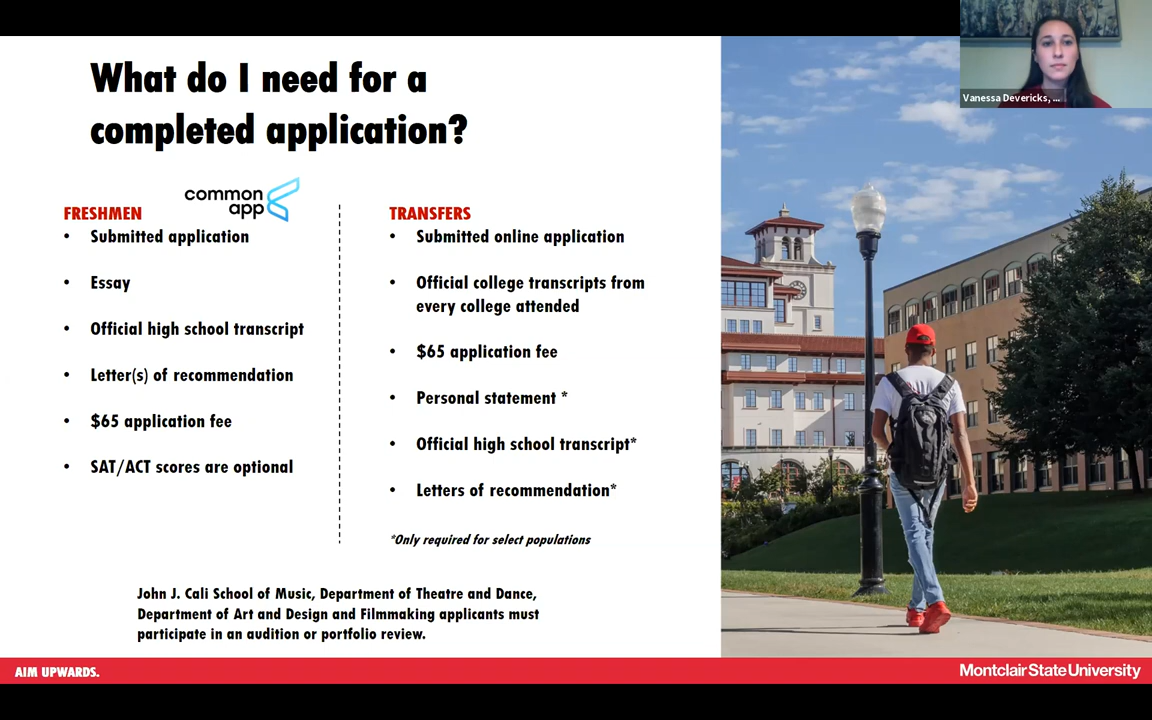 What do I need for a
completed application?
Vanessa Devericks, ...
common
app
FRESHMEN
• Submitted application
• Essay
• Official high school transcript
• Letter(s) of recommendation
• $65 application fee
• SAT/ACT scores are optional
TRANSFERS
• Submitted online application
• Official college transcripts from
every college attended
• $65 application fee
• Personal statement *
• Official high school transcript*
• Letters of recommendation*
*Only required for select populations
John J. Cali School of Music, Department of Theatre and Dance,
Department of Art and Design and Filmmaking applicants must
participate in an audition or portfolio review.
AIM UPWARDS.
Montclair State University